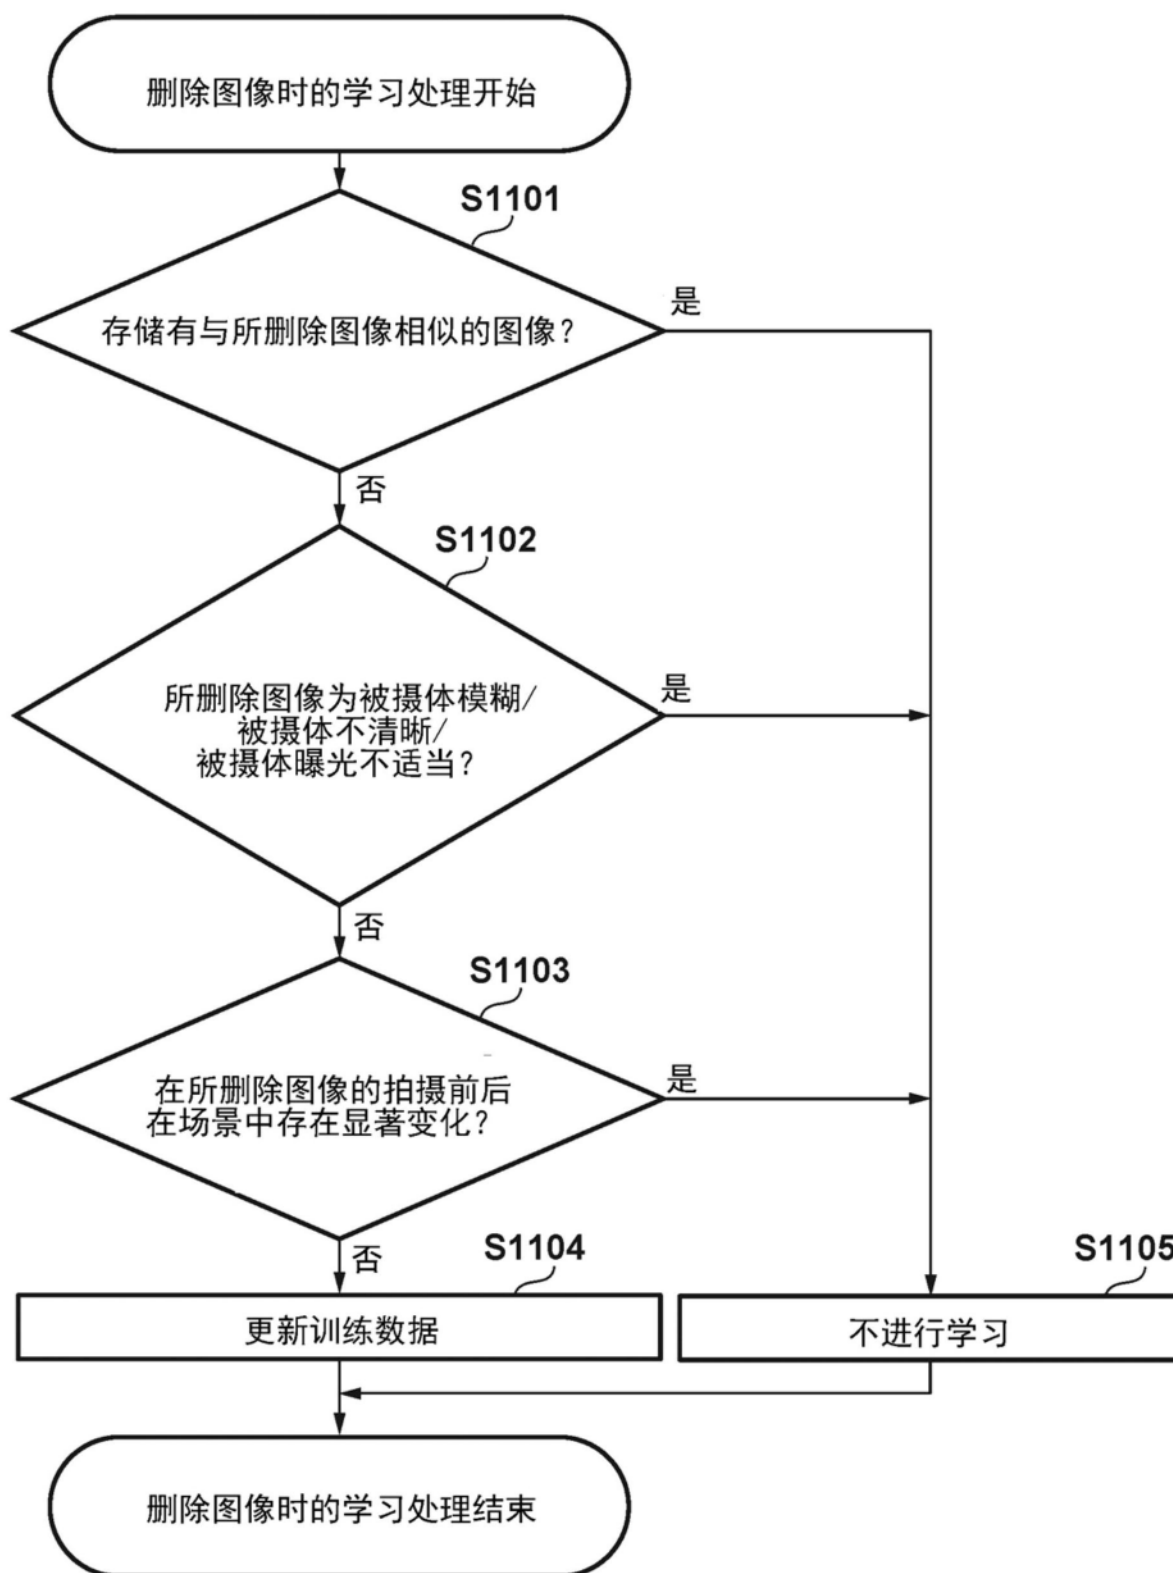 删除图像时的学习处理开始
S1101
存储有与所删除图像相似的图像？
是
否
S1102
所删除图像为被摄体模糊/
被摄体不清晰/
被摄体曝光不适当？
是
否
S1103
在所删除图像的拍摄前后
在场景中存在显著变化？
是
否
S1104
更新训练数据
S1105
不进行学习
删除图像时的学习处理结束